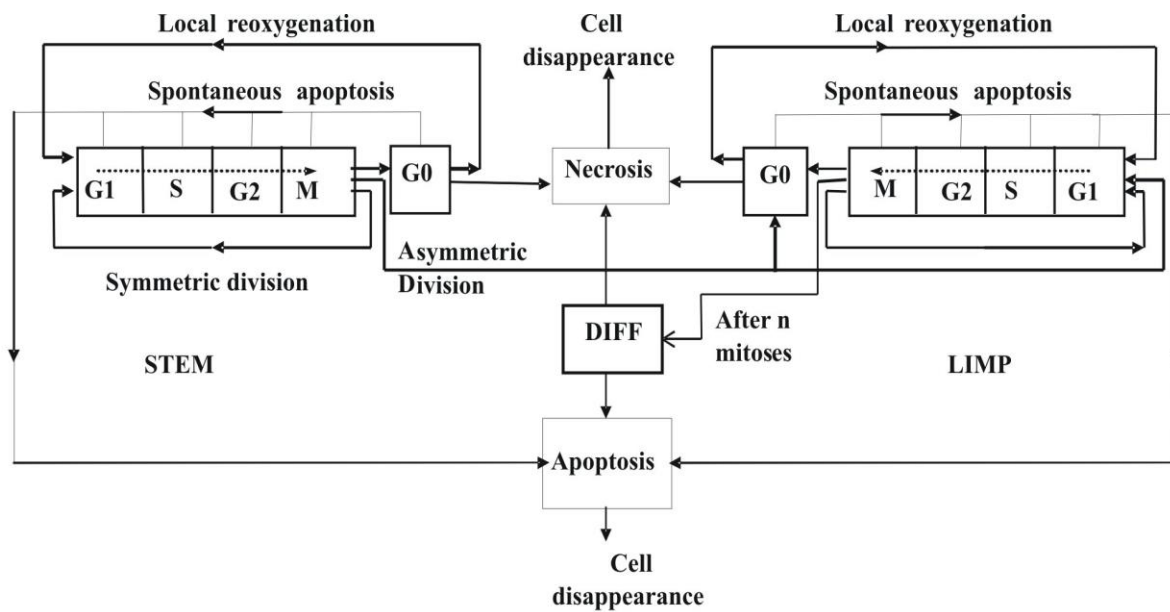 Local reoxygenation
Cell
disappearance
Local reoxygenation
Spontaneous apoptosis
Spontaneous apoptosis
G1
S
G2
M
G0
Necrosis
G0
M
G2
S
G1
Symmetric division
Asymmetric
Division
DIFF
After n
mitoses
STEM
LIMP
Apoptosis
Cell
disappearance